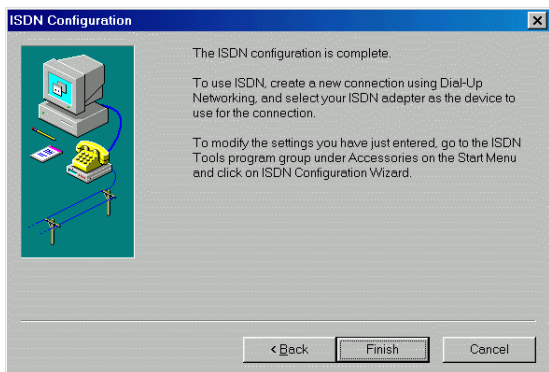 ISDN Configuration
The ISDN configuration is complete.
To use ISDN, create a new connection using Dial-Up
Networking, and select your ISDN adapter as the device to
use for the connection.
To modify the settings you have just entered, go to the ISDN
Tools program group under Accessories on the Start Menu
and click on ISDN Configuration Wizard.
< Back
Finish
Cancel